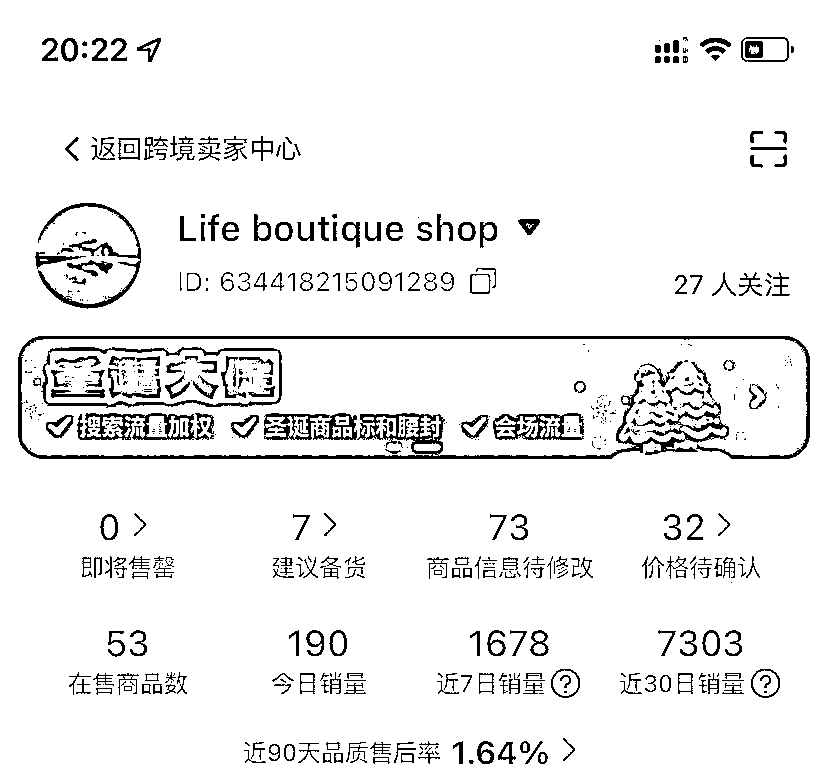 20:22
返回跨境卖家中心
Life boutique shop
ID: 634418215091289
27 人关注
圣诞大促
搜索流量加权 圣诞商品标和腰封 会场流量
0 7 73 32
即将售罄 建议备货 商品信息待修改 价格待确认
53 190 1678 7303
在售商品数 今日销量 近7日销量? 近30日销量?
近90天品质售后率 1.64%